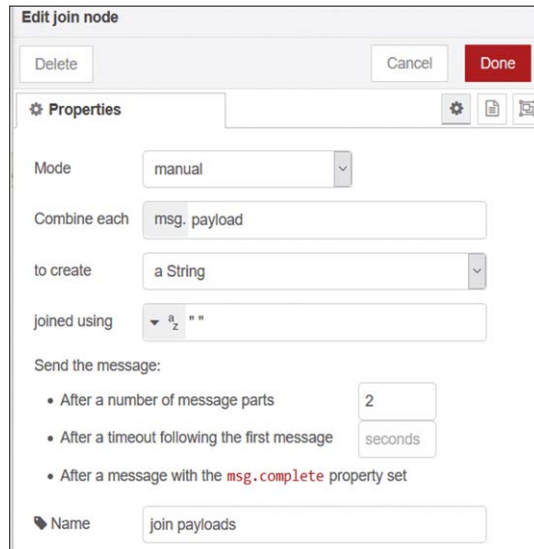 Edit join node
Delete Cancel Done
Properties
Mode manual
Combine each msg. payload
to create a String
joined using a z " "
Send the message:
• After a number of message parts 2
• After a timeout following the first message seconds
• After a message with the msg.complete property set
Name join payloads